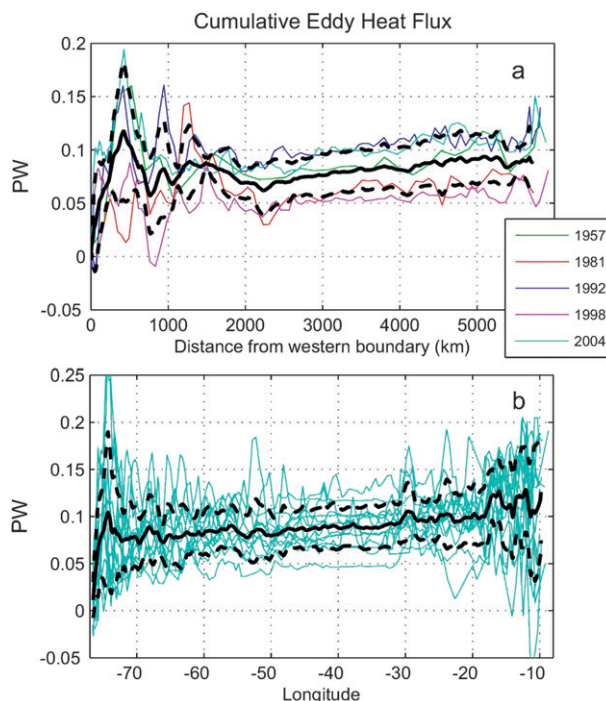 Cumulative Eddy Heat Flux
a
0.2
0.15
0.1
0.05
0
-0.05
PW
0 1000 2000 3000 4000 5000
Distance from western boundary (km)
1957
1981
1992
1998
2004
b
0.25
0.2
0.15
0.1
0.05
0
-0.05
PW
-70 -60 -50 -40 -30 -20 -10
Longitude